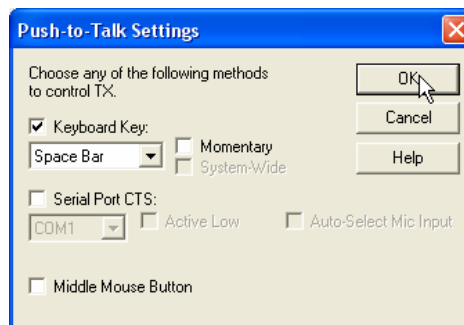 Push-to-Talk Settings
Choose any of the following methods
to control TX.
OK
Keyboard Key:
Cancel
Space Bar
Momentary
System-Wide
Help
Serial Port CTS:
COM1
Active Low
Auto-Select Mic Input
Middle Mouse Button